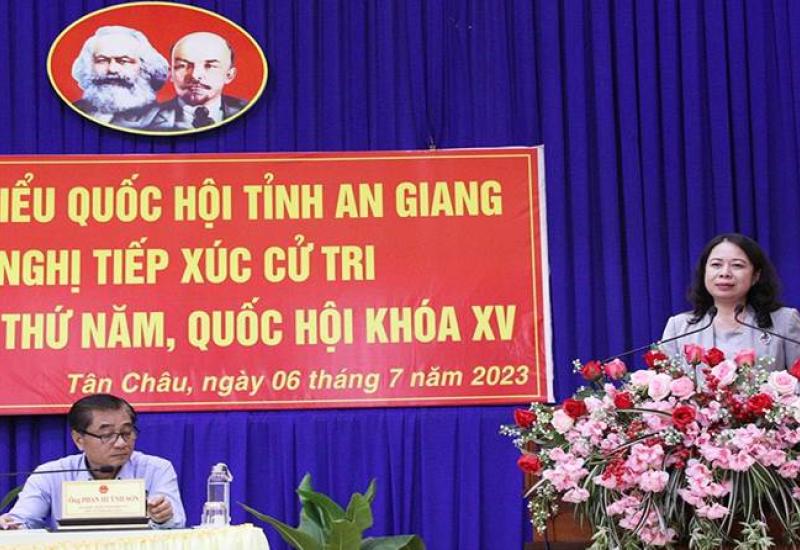 IỂU QUỐC HỘI TỈNH AN GIANG
NGHỊ TIẾP XÚC CỬ TRI
THỨ NĂM, QUỐC HỘI KHÓA XV
Tân Châu, ngày 06 tháng 7 năm 2023
Ông PHAN HUỲNH SƠN